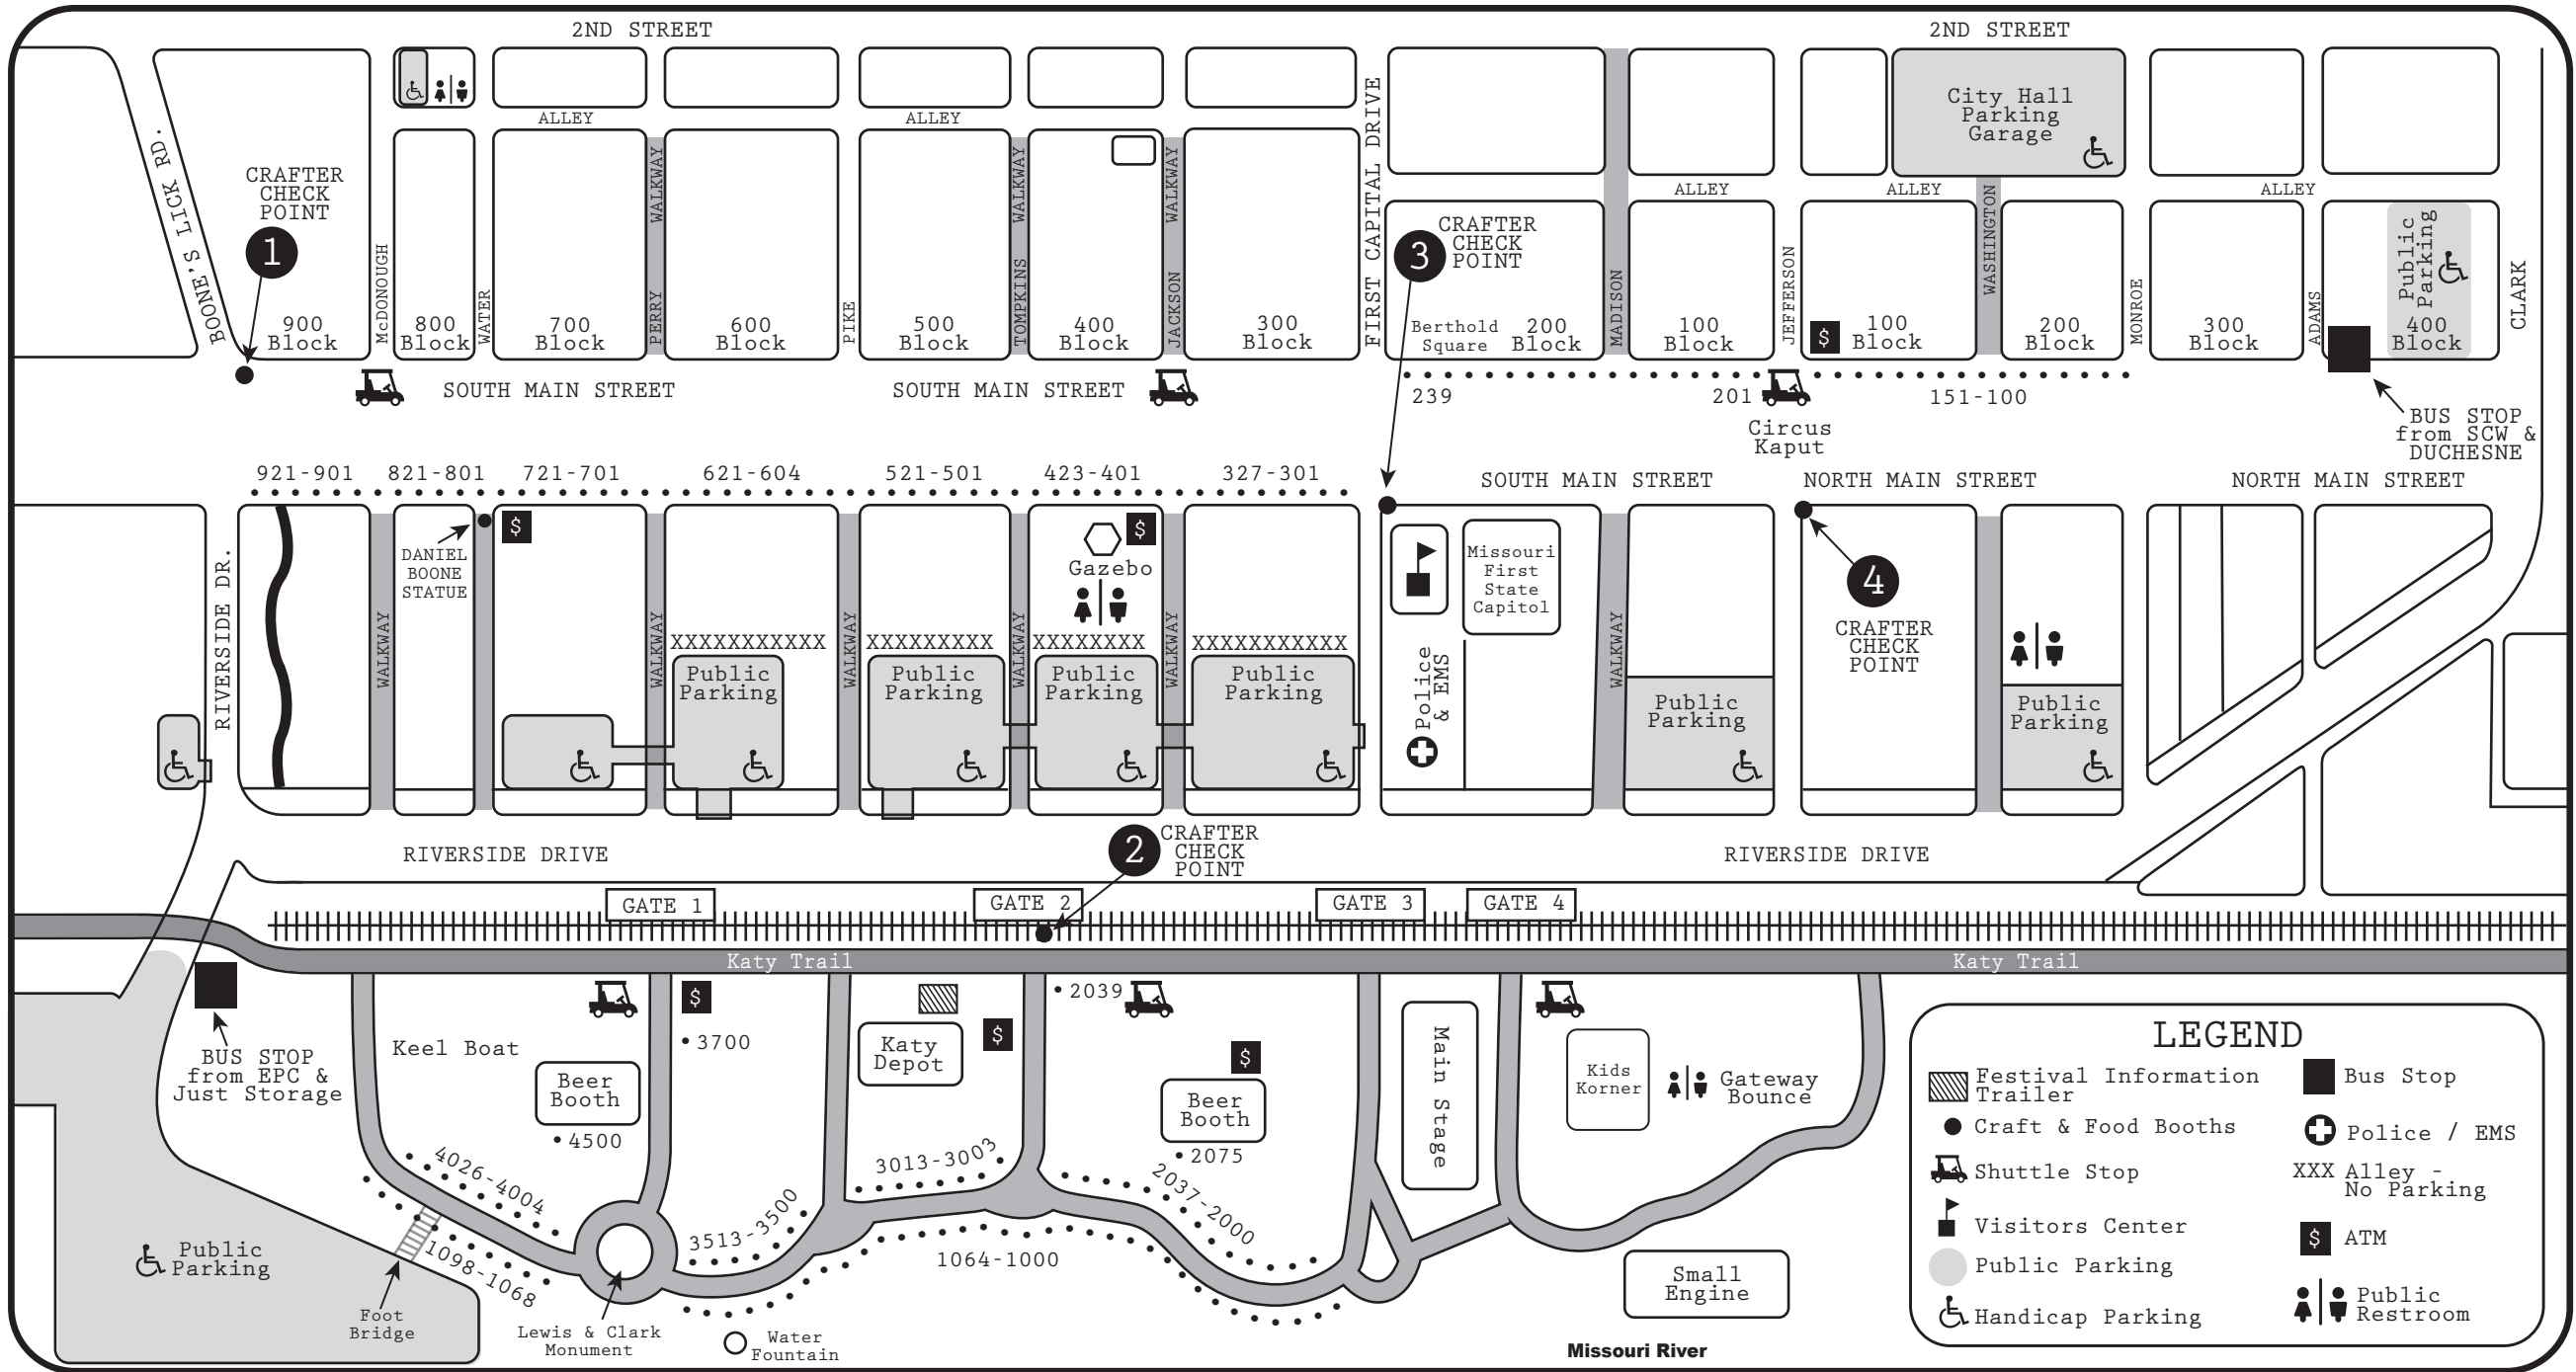 2ND STREET
2ND STREET
ALLEY
ALLEY
City Hall
Parking
Garage
ALLEY
ALLEY
ALLEY
BOONE'S LICK RD.
CRAFTER
CHECK
POINT
1
McDONOUGH
WATER
PERRY WALKWAY
PIKE
TOMPKINS WALKWAY
JACKSON WALKWAY
FIRST CAPITAL DRIVE
CRAFTER
CHECK
POINT
3
MADISON
JEFFERSON
WASHINGTON
MONROE
ADAMS
CLARK
Public
Parking
900
Block
800
Block
700
Block
600
Block
500
Block
400
Block
300
Block
Berthold
Square
200
Block
100
Block
$
100
Block
200
Block
300
Block
400
Block
SOUTH MAIN STREET
SOUTH MAIN STREET
239
201
151-100
Circus
Kaput
BUS STOP
from SCW &
DUCHESNE
921-901
821-801
721-701
621-604
521-501
423-401
327-301
SOUTH MAIN STREET
NORTH MAIN STREET
NORTH MAIN STREET
RIVERSIDE DR.
WALKWAY
DANIEL
BOONE
STATUE
$
WALKWAY
WALKWAY
WALKWAY
Gazebo
$
WALKWAY
Missouri
First
State
Capitol
WALKWAY
4
CRAFTER
CHECK
POINT
XXXXXXXXXXX
XXXXXXXXX
XXXXXXXX
XXXXXXXXXXX
Public
Parking
Public
Parking
Public
Parking
Public
Parking
Police
& EMS
Public
Parking
Public
Parking
RIVERSIDE DRIVE
2
CRAFTER
CHECK
POINT
RIVERSIDE DRIVE
GATE 1
GATE 2
GATE 3
GATE 4
Katy Trail
Katy Trail
BUS STOP
from EPC &
Just Storage
Keel Boat
Beer
Booth
4500
$
3700
Katy
Depot
$
2039
$
Beer
Booth
2075
Main Stage
Kids
Korner
Gateway
Bounce
4026-4004
1098-1068
3513-3500
3013-3003
2037-2000
1064-1000
Public
Parking
Foot
Bridge
Lewis & Clark
Monument
Water
Fountain
Small
Engine
Missouri River
LEGEND
Festival Information
Trailer
Craft & Food Booths
Shuttle Stop
Visitors Center
Public Parking
Handicap Parking
Bus Stop
Police / EMS
XXX Alley -
No Parking
$ ATM
Public
Restroom